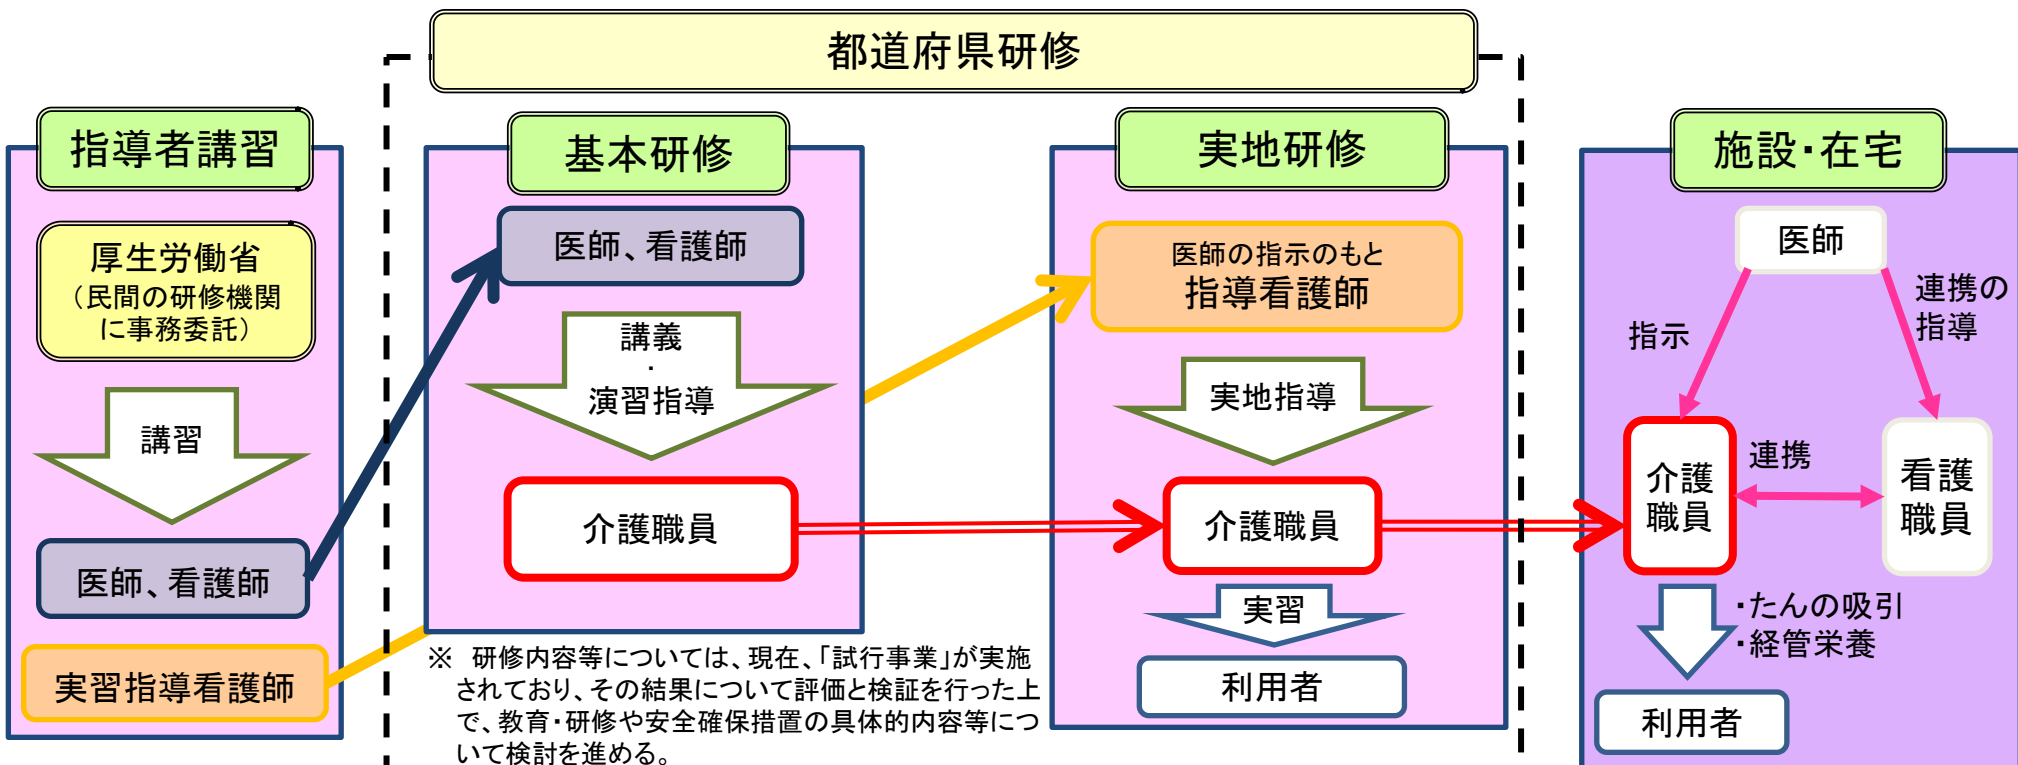 都道府県研修
指導者講習
厚生労働省
（民間の研修機関
に事務委託）
講習
医師、看護師
実習指導看護師
基本研修
医師、看護師
講義
・
演習指導
介護職員
※　研修内容等については、現在、「試行事業」が実施
されており、その結果について評価と検証を行った上
で、教育・研修や安全確保措置の具体的内容等につ
いて検討を進める。
実地研修
医師の指示のもと
指導看護師
実地指導
介護職員
実習
利用者
施設・在宅
医師
指示
連携の
指導
介護
職員
連携
看護
職員
・たんの吸引
・経管栄養
利用者